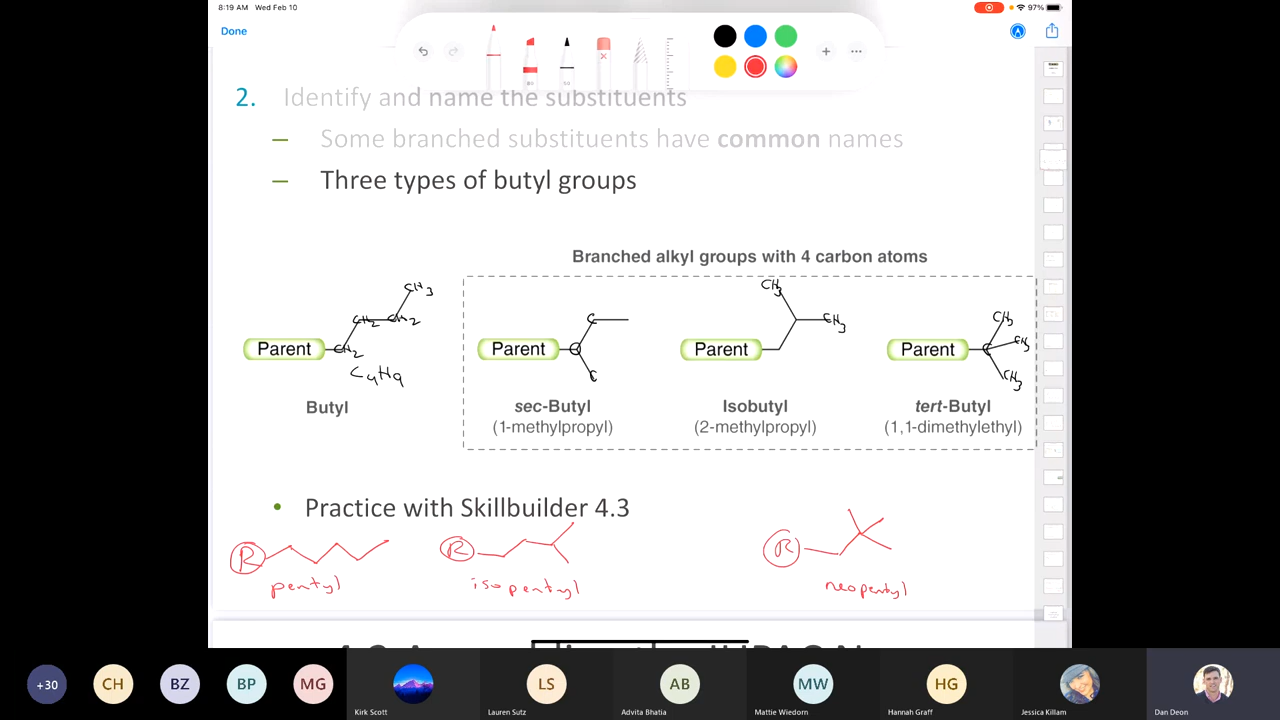 8:19 AM Wed Feb 10
97%
Done
2. Identify and name the substituents
– Some branched substituents have common names
– Three types of butyl groups
Branched alkyl groups with 4 carbon atoms
CH3
CH2 CH2
Parent CH2
C4H9
Butyl
C
Parent C
C
sec-Butyl
(1-methylpropyl)
CH3
CH3
Parent
Isobutyl
(2-methylpropyl)
CH3
CH3
Parent C
CH3
tert-Butyl
(1,1-dimethylethyl)
• Practice with Skillbuilder 4.3
R
pentyl
R
isopentyl
R
neopentyl
+30
CH
BZ
BP
MG
Kirk Scott
LS
Lauren Sutz
AB
Advita Bhatia
MW
Mattie Wiedorn
HG
Hannah Graff
Jessica Killam
Dan Deon